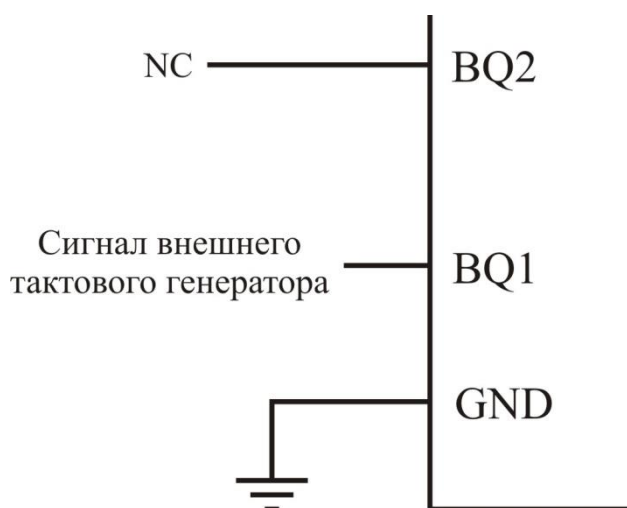 NC
BQ2
Сигнал внешнего
тактового генератора
BQ1
GND